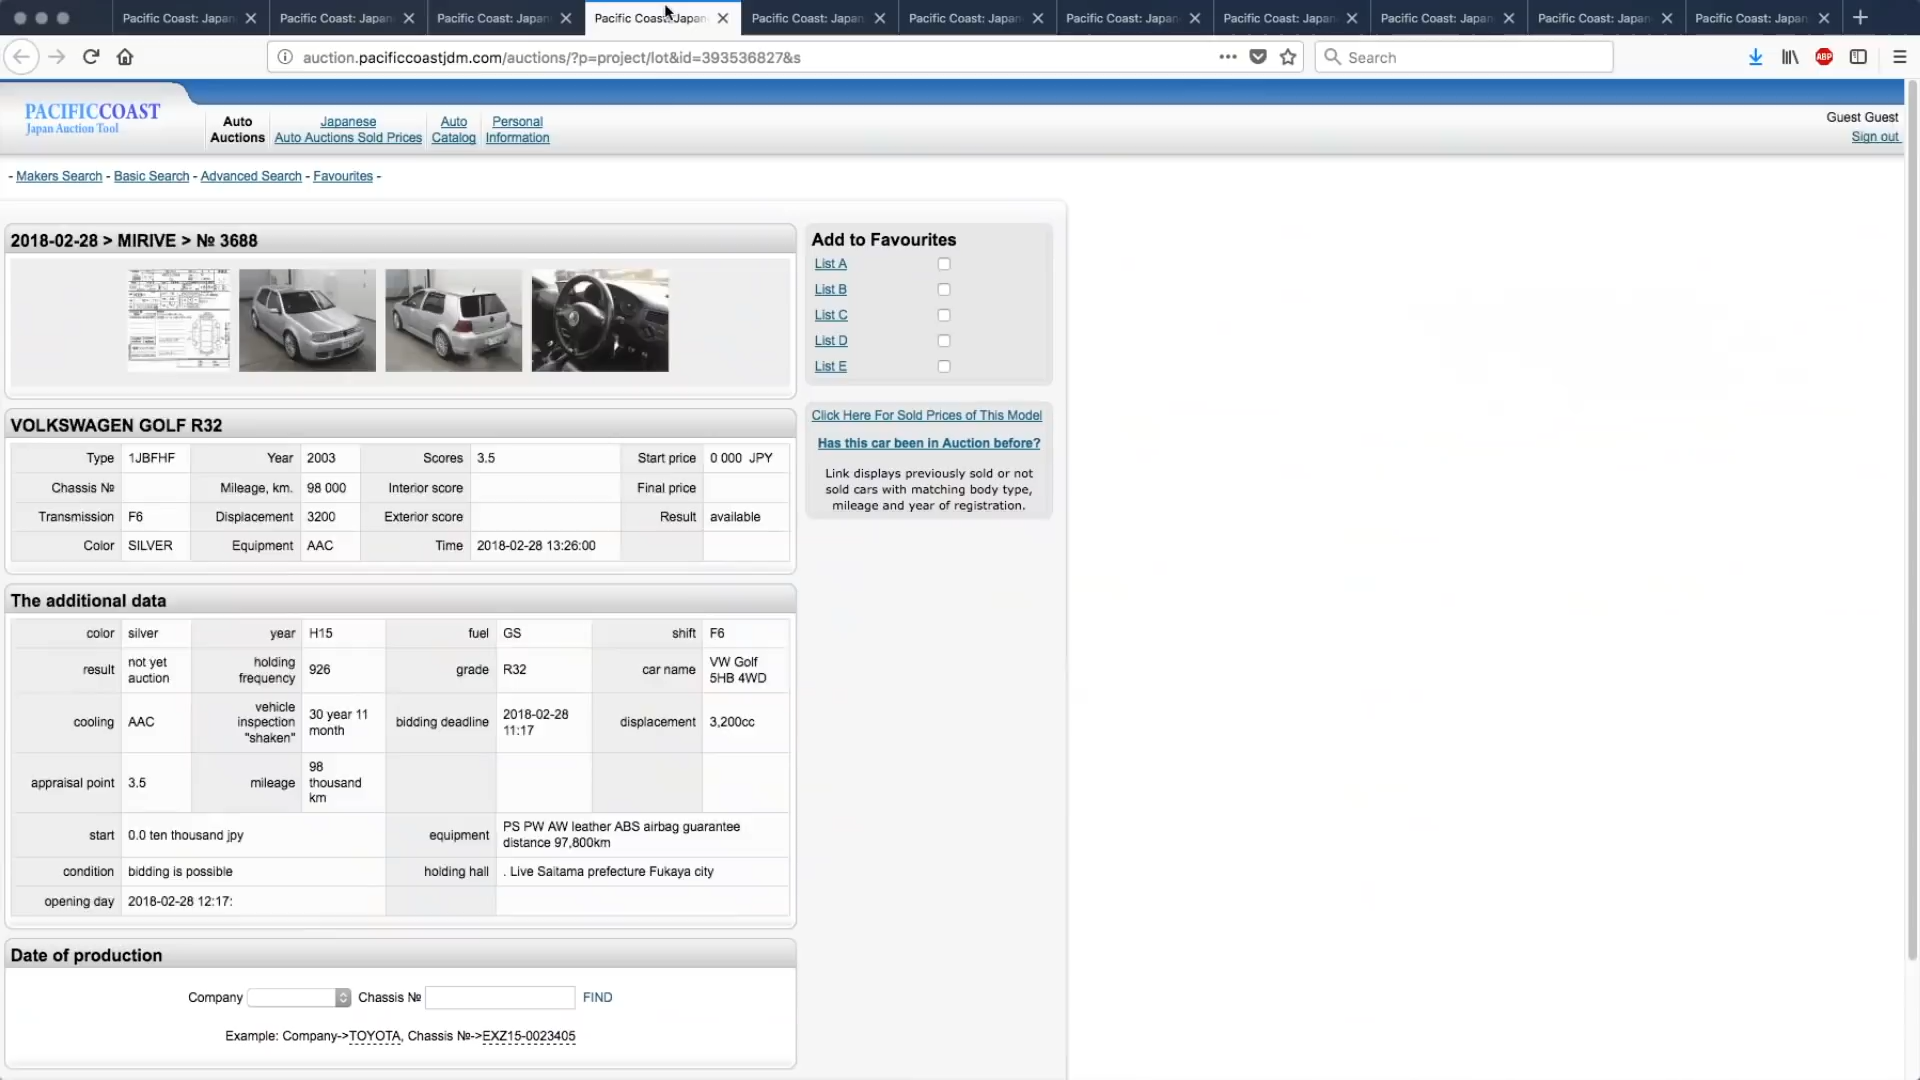 Pacific Coast: Japan Pacific Coast: Japan Pacific Coast: Japan Pacific Coast: Japan Pacific Coast: Japan Pacific Coast: Japan Pacific Coast: Japan Pacific Coast: Japan Pacific Coast: Japan Pacific Coast: Japan Pacific Coast: Japan
auction.pacificcoastjdm.com/auctions/?p=project/lot&id=393536827&s
Search
ABP
PACIFICCOAST
Japan Auction Tool
Auto Auctions
Japanese Auto Auctions Sold Prices
Auto Catalog
Personal Information
Guest Guest
Sign out
- Makers Search - Basic Search - Advanced Search - Favourites -
2018-02-28 > MIRIVE > № 3688
Add to Favourites
List A
List B
List C
List D
List E
Click Here For Sold Prices of This Model
Has this car been in Auction before?
Link displays previously sold or not
sold cars with matching body type,
mileage and year of registration.
VOLKSWAGEN GOLF R32
Type 1JBFHF Year 2003 Scores 3.5 Start price 0 000 JPY
Chassis № Mileage, km. 98 000 Interior score Final price
Transmission F6 Displacement 3200 Exterior score Result available
Color SILVER Equipment AAC Time 2018-02-28 13:26:00
The additional data
color silver year H15 fuel GS shift F6
result not yet auction holding frequency 926 grade R32 car name VW Golf 5HB 4WD
cooling AAC vehicle inspection "shaken" 30 year 11 month bidding deadline 2018-02-28 11:17 displacement 3,200cc
appraisal point 3.5 mileage 98 thousand km
start 0.0 ten thousand jpy equipment PS PW AW leather ABS airbag guarantee distance 97,800km
condition bidding is possible holding hall . Live Saitama prefecture Fukaya city
opening day 2018-02-28 12:17:
Date of production
Company Chassis № FIND
Example: Company->TOYOTA, Chassis №->EXZ15-0023405